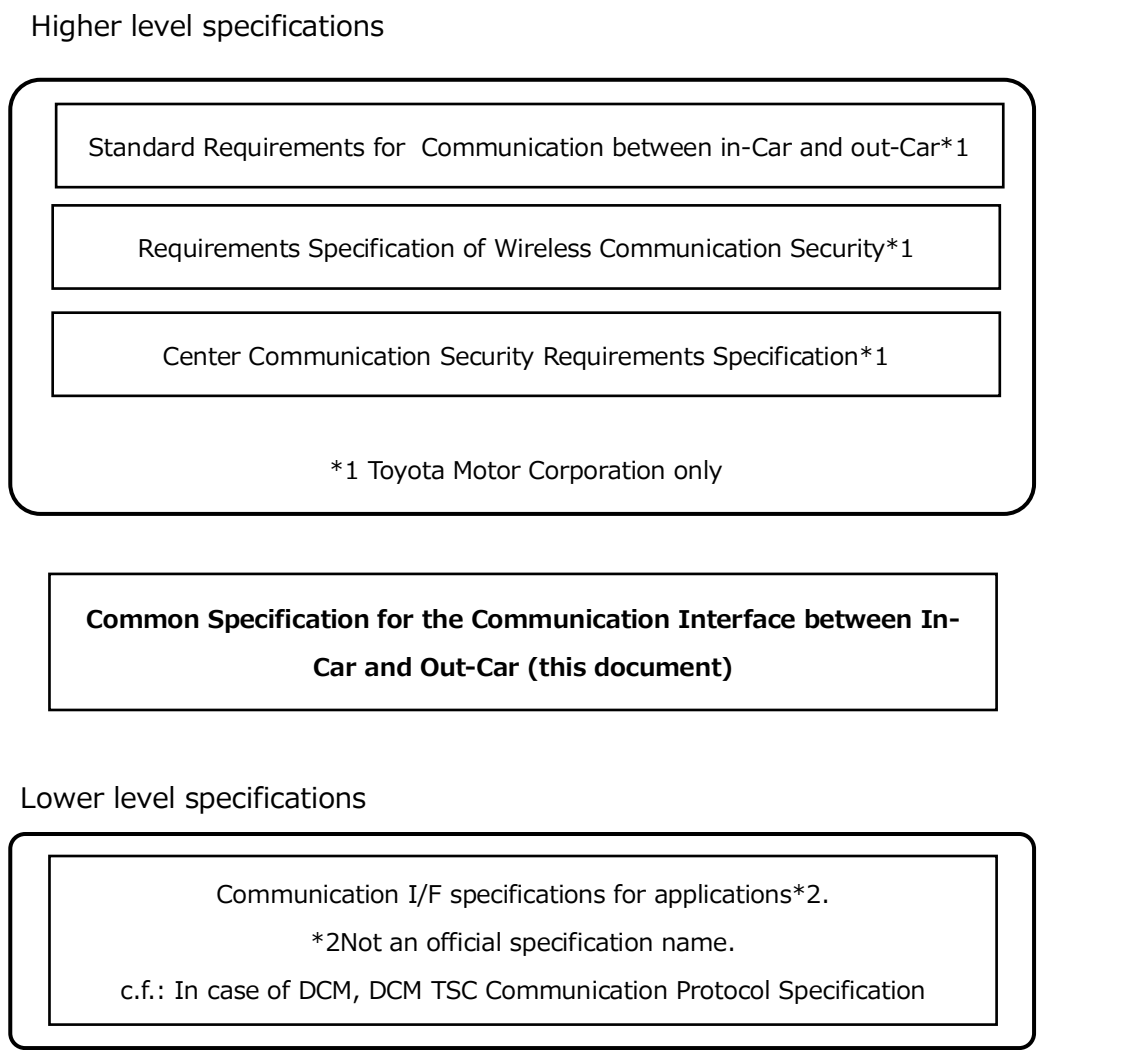 Higher level specifications
Standard Requirements for Communication between in-Car and out-Car*1
Requirements Specification of Wireless Communication Security*1
Center Communication Security Requirements Specification*1
*1 Toyota Motor Corporation only
Common Specification for the Communication Interface between In-
Car and Out-Car (this document)
Lower level specifications
Communication I/F specifications for applications*2.
*2Not an official specification name.
c.f.: In case of DCM, DCM TSC Communication Protocol Specification